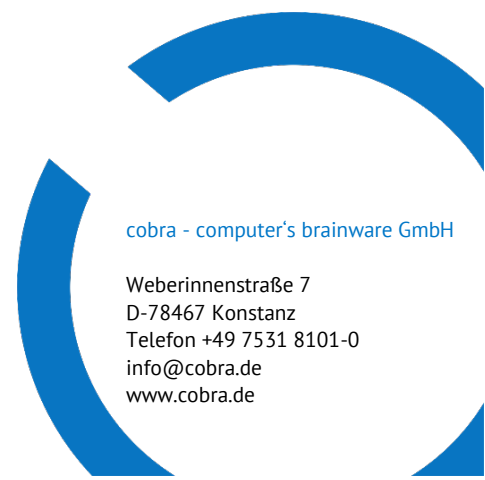 cobra - computer‘s brainware GmbH
Weberinnenstraße 7
D-78467 Konstanz
Telefon +49 7531 8101-0
info@cobra.de
www.cobra.de